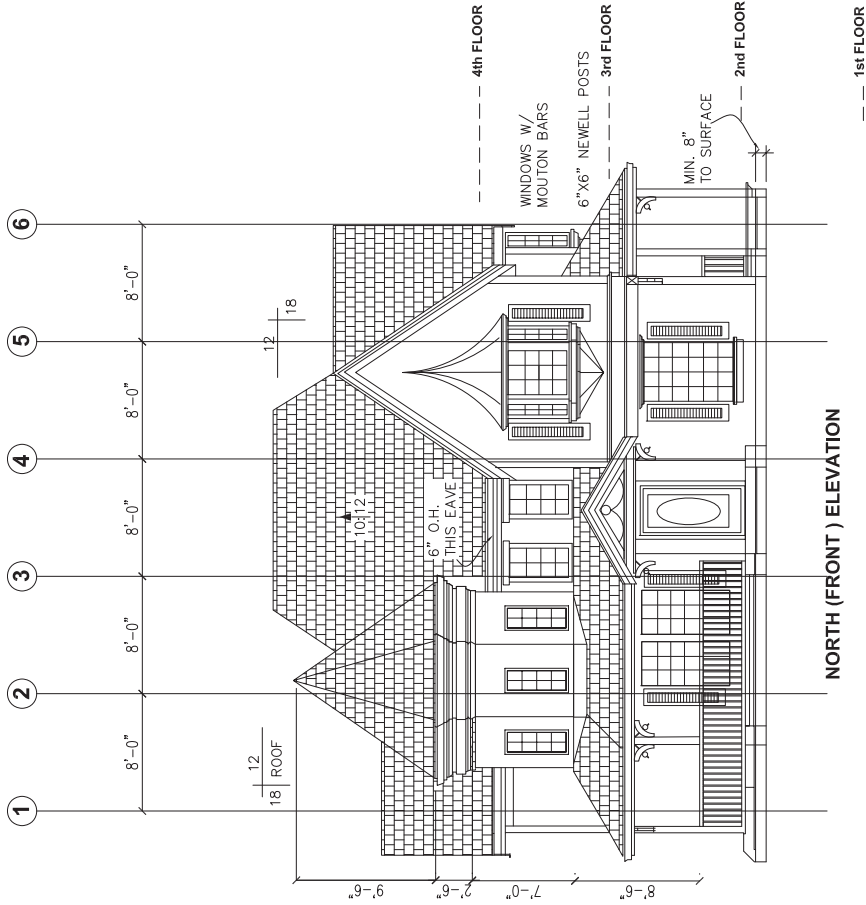 1
2
3
4
5
6
8'-0"
8'-0"
8'-0"
8'-0"
8'-0"
12
18 ROOF
12
18
10:12
6" O.H.
THIS EAVE
4th FLOOR
WINDOWS W/
MOUTON BARS
6"X6" NEWELL POSTS
3rd FLOOR
MIN. 8"
TO SURFACE
2nd FLOOR
1st FLOOR
9'-6"
2'-6"
7'-0"
8'-6"
NORTH (FRONT ) ELEVATION